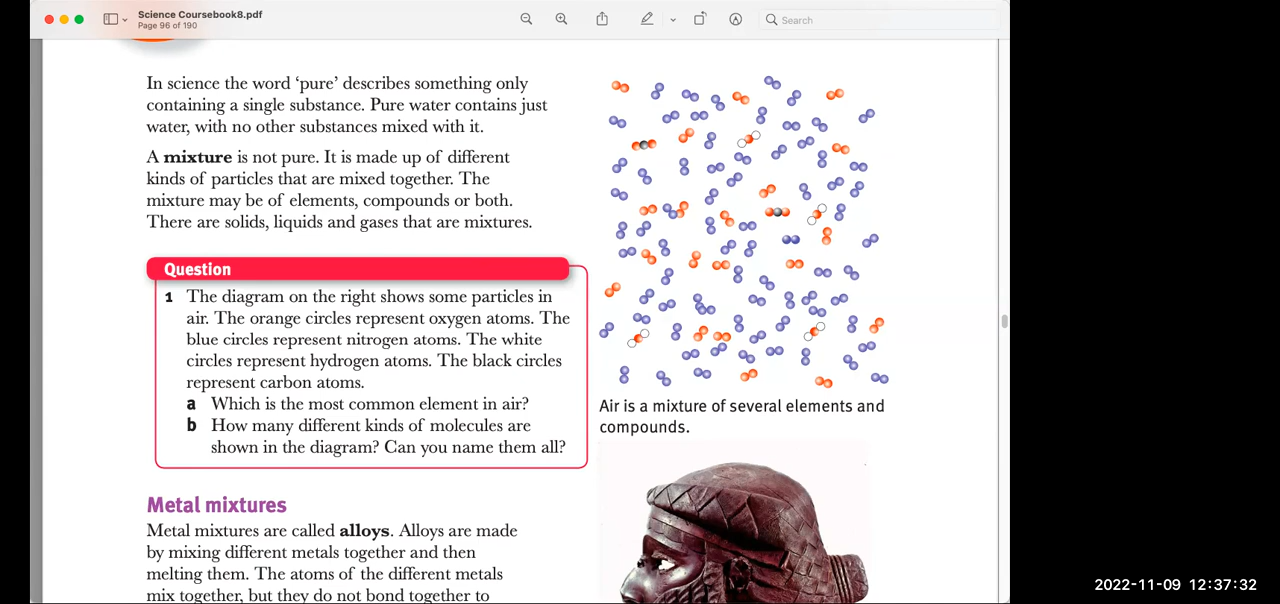 Science Coursebook8.pdf
Page 96 of 190
Search
In science the word ‘pure’ describes something only
containing a single substance. Pure water contains just
water, with no other substances mixed with it.
A mixture is not pure. It is made up of different
kinds of particles that are mixed together. The
mixture may be of elements, compounds or both.
There are solids, liquids and gases that are mixtures.
Question
1 The diagram on the right shows some particles in
air. The orange circles represent oxygen atoms. The
blue circles represent nitrogen atoms. The white
circles represent hydrogen atoms. The black circles
represent carbon atoms.
a Which is the most common element in air?
b How many different kinds of molecules are
shown in the diagram? Can you name them all?
Air is a mixture of several elements and
compounds.
Metal mixtures
Metal mixtures are called alloys. Alloys are made
by mixing different metals together and then
melting them. The atoms of the different metals
mix together, but they do not bond together to
2022-11-09 12:37:32